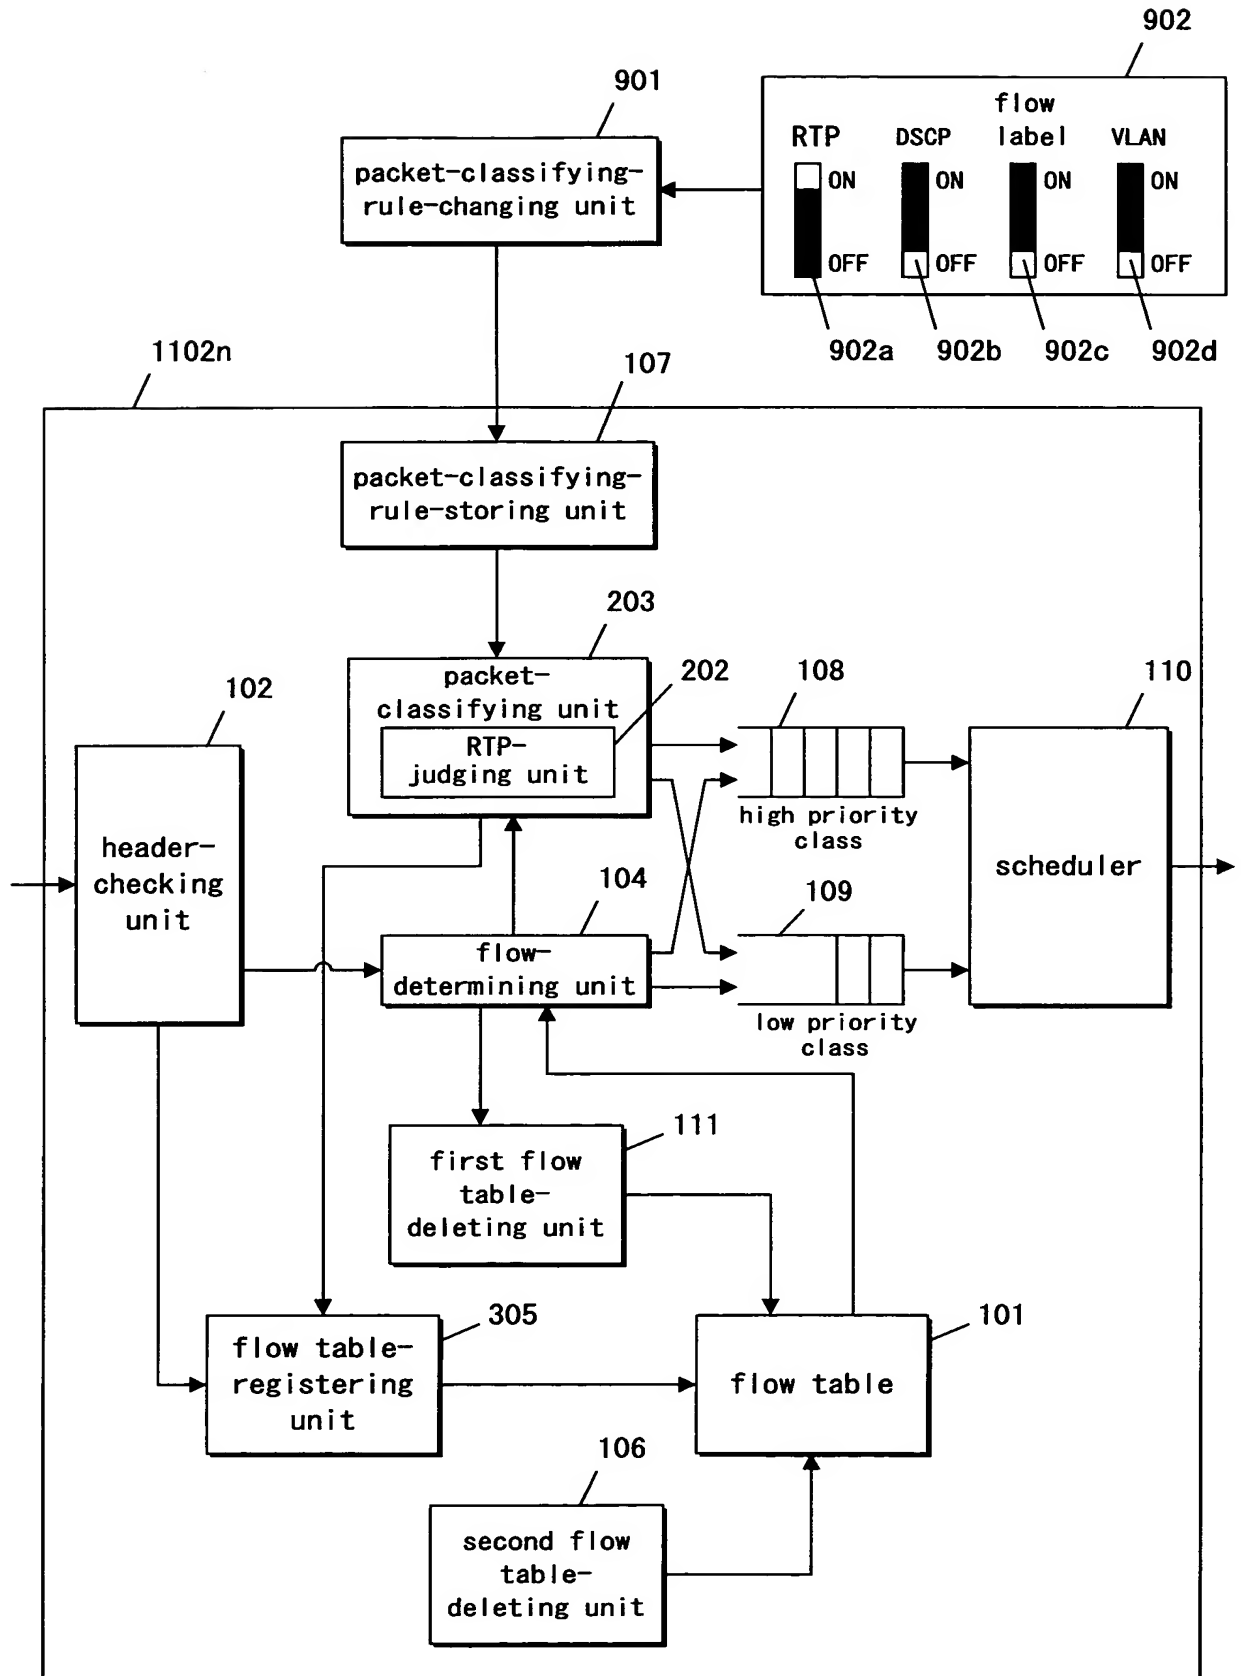 902
901
flow
RTP DSCP label VLAN
packet-classifying-
rule-changing unit
ON ON ON ON
OFF OFF OFF OFF
902a 902b 902c 902d
1102n
107
packet-classifying-
rule-storing unit
203
packet-
classifying unit
202
RTP-
judging unit
102
108
110
high priority
class
header-
checking
unit
scheduler
104
109
flow-
determining unit
low priority
class
111
first flow
table-
deleting unit
305
101
flow table-
registering
unit
flow table
106
second flow
table-
deleting unit